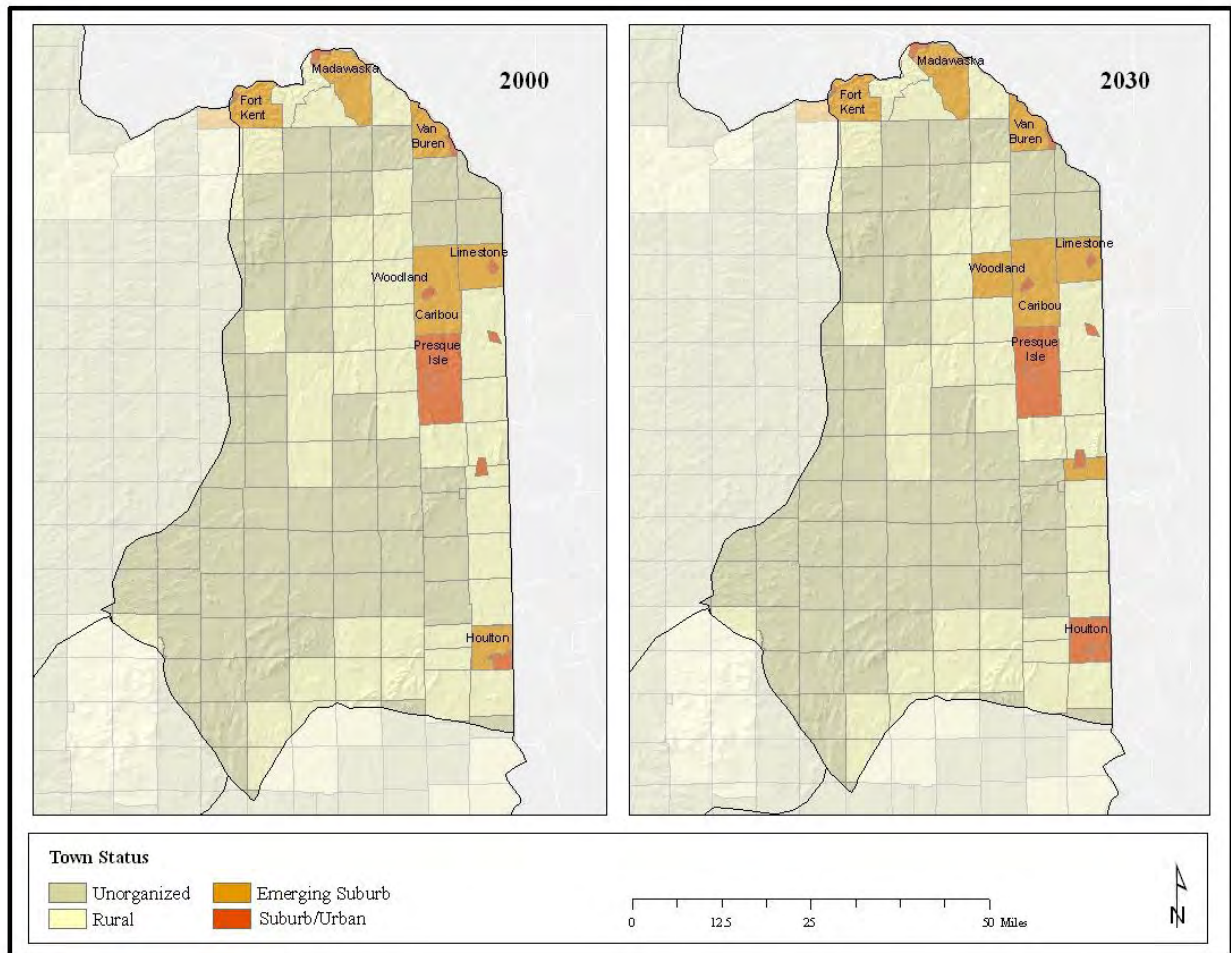 2000
Madawaska
Fort
Kent
Van
Buren
Limestone
Woodland
Caribou
Presque
Isle
Houlton
2030
Madawaska
Fort
Kent
Van
Buren
Limestone
Woodland
Caribou
Presque
Isle
Houlton
Town Status
Unorganized
Emerging Suburb
Rural
Suburb/Urban
0 12.5 25 50 Miles
N